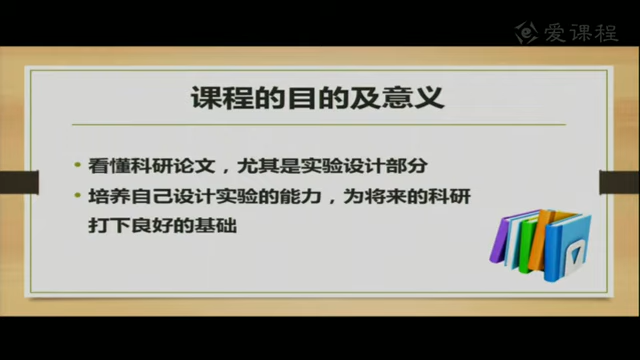 爱课程
课程的目的及意义
• 看懂科研论文，尤其是实验设计部分
• 培养自己设计实验的能力，为将来的科研
打下良好的基础